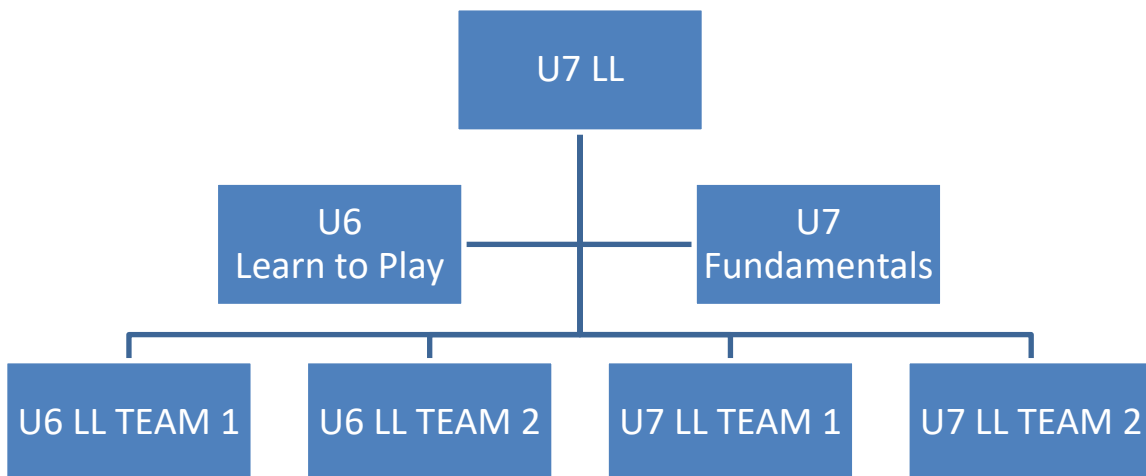 U7 LL
U6
Learn to Play
U7
Fundamentals
U6 LL TEAM 1
U6 LL TEAM 2
U7 LL TEAM 1
U7 LL TEAM 2